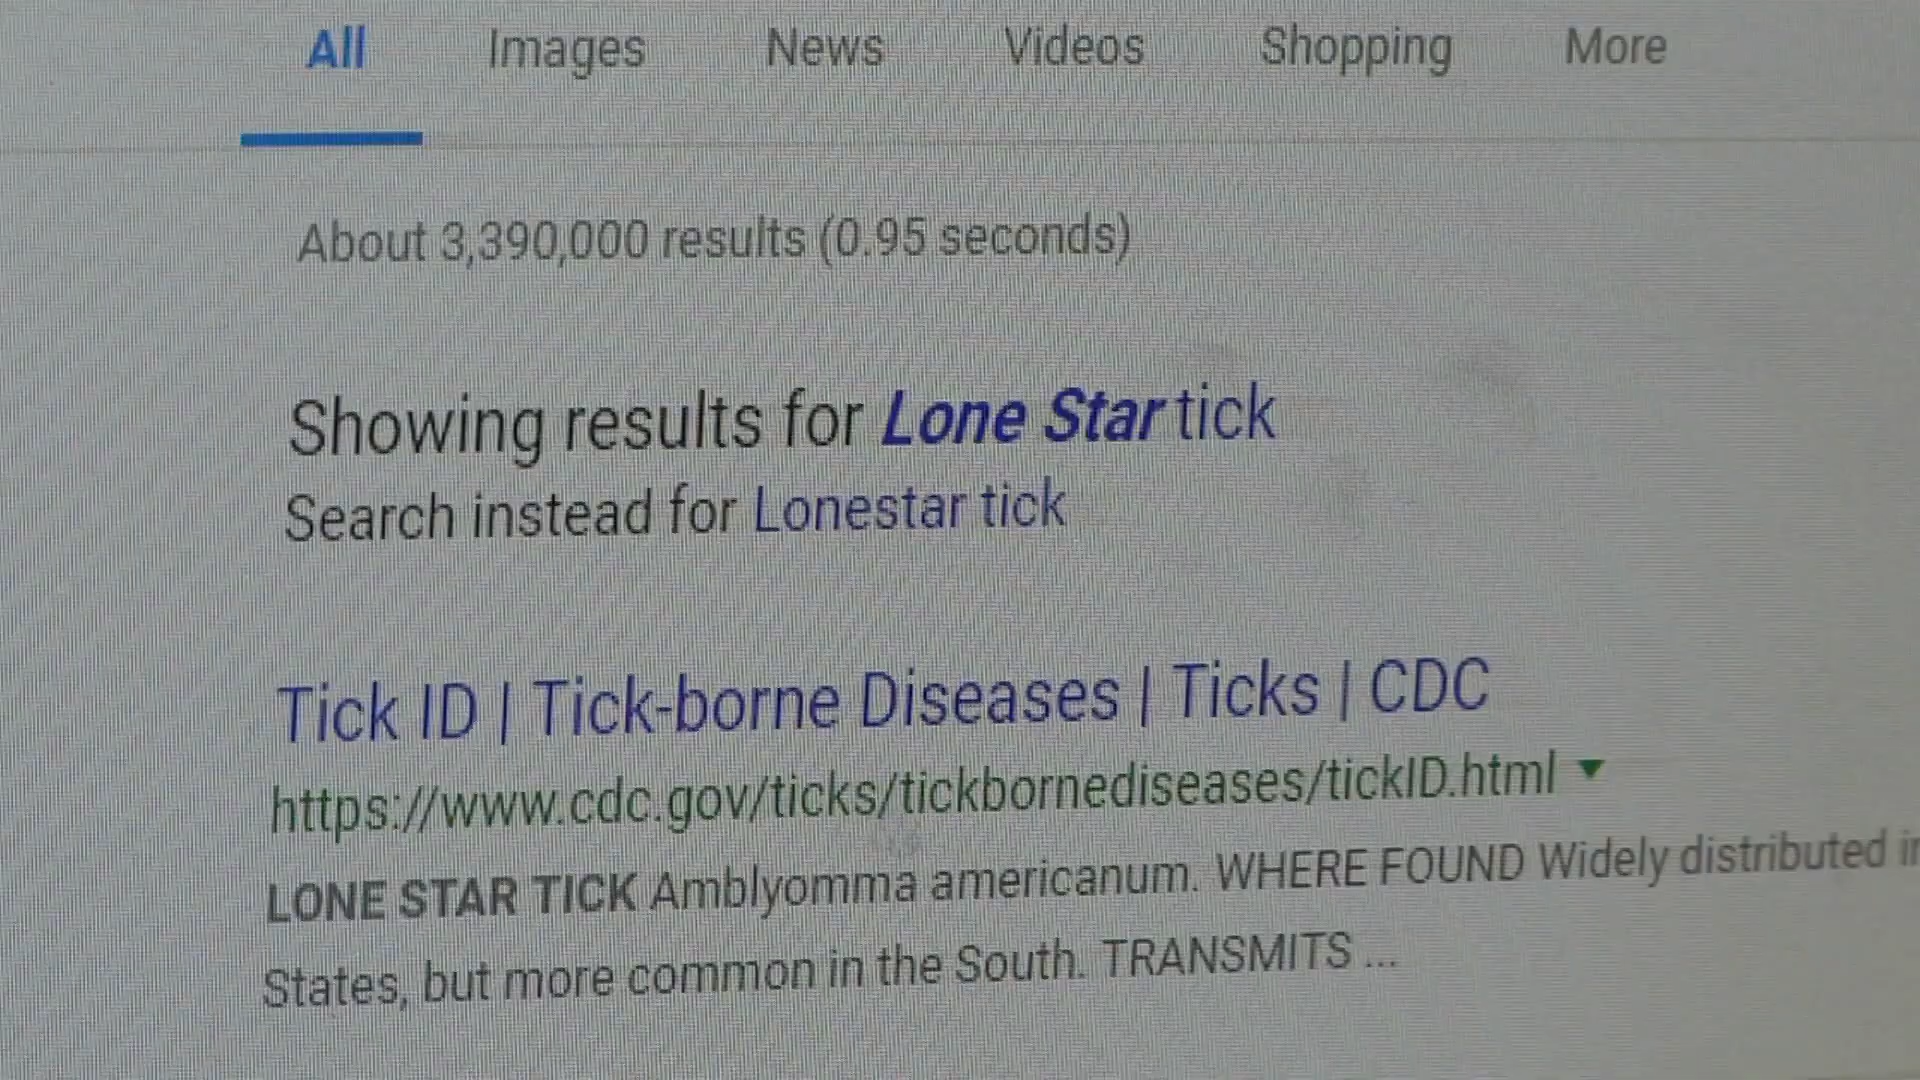 All Images News Videos Shopping More
About 3,390,000 results (0.95 seconds)
Showing results for Lone Star tick
Search instead for Lonestar tick
Tick ID | Tick-borne Diseases | Ticks | CDC
https://www.cdc.gov/ticks/tickbornediseases/tickID.html ▼
LONE STAR TICK Amblyomma americanum. WHERE FOUND Widely distributed
States, but more common in the South. TRANSMITS ...